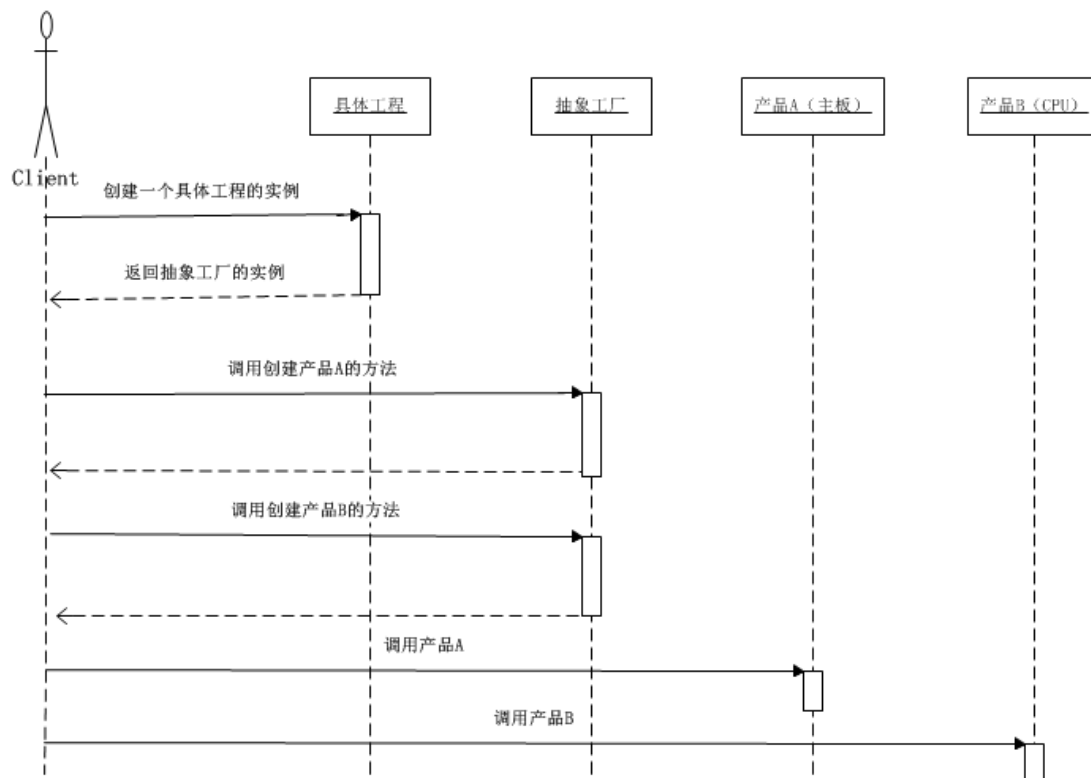 具体工程
抽象工厂
产品A（主板）
产品B（CPU）
Client
创建一个具体工程的实例
返回抽象工厂的实例
调用创建产品A的方法
调用创建产品B的方法
调用产品A
调用产品B